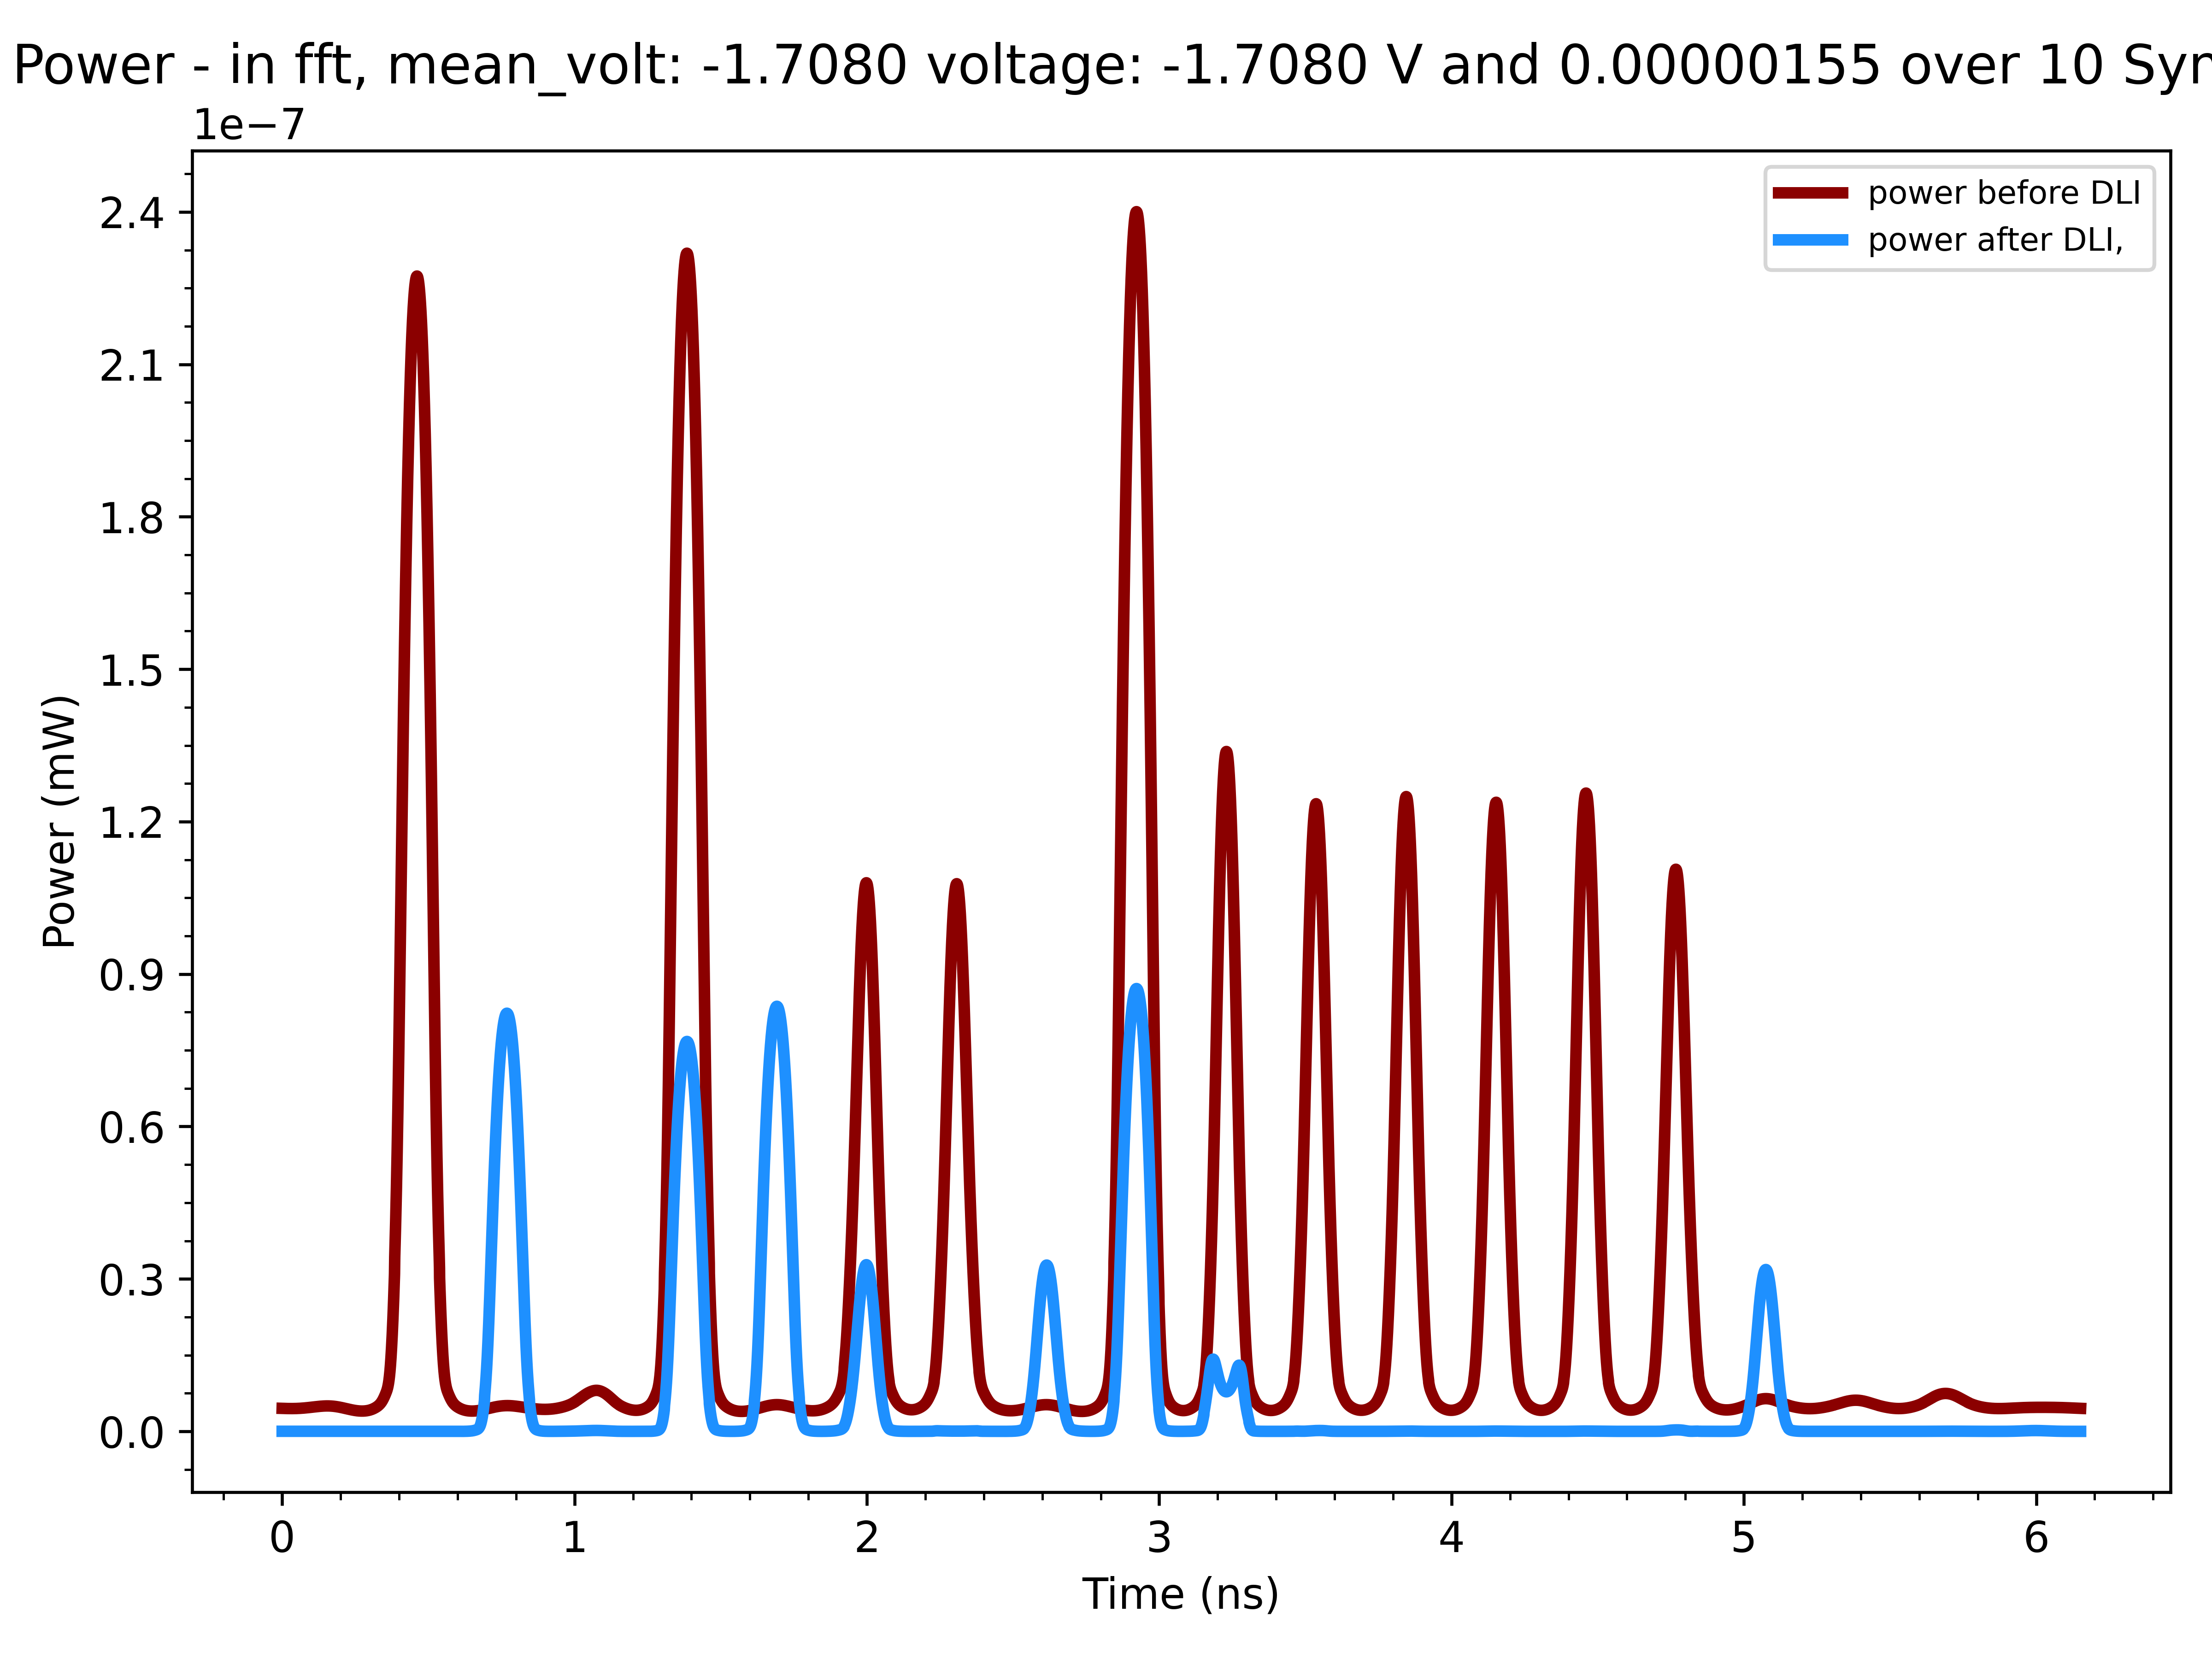 Power - in fft, mean_volt: -1.7080 voltage: -1.7080 V and 0.00000155 over 10 Syn
1e−7
power before DLI
power after DLI,
2.4
2.1
1.8
1.5
1.2
0.9
0.6
0.3
0.0
Power (mW)
0 1 2 3 4 5 6
Time (ns)